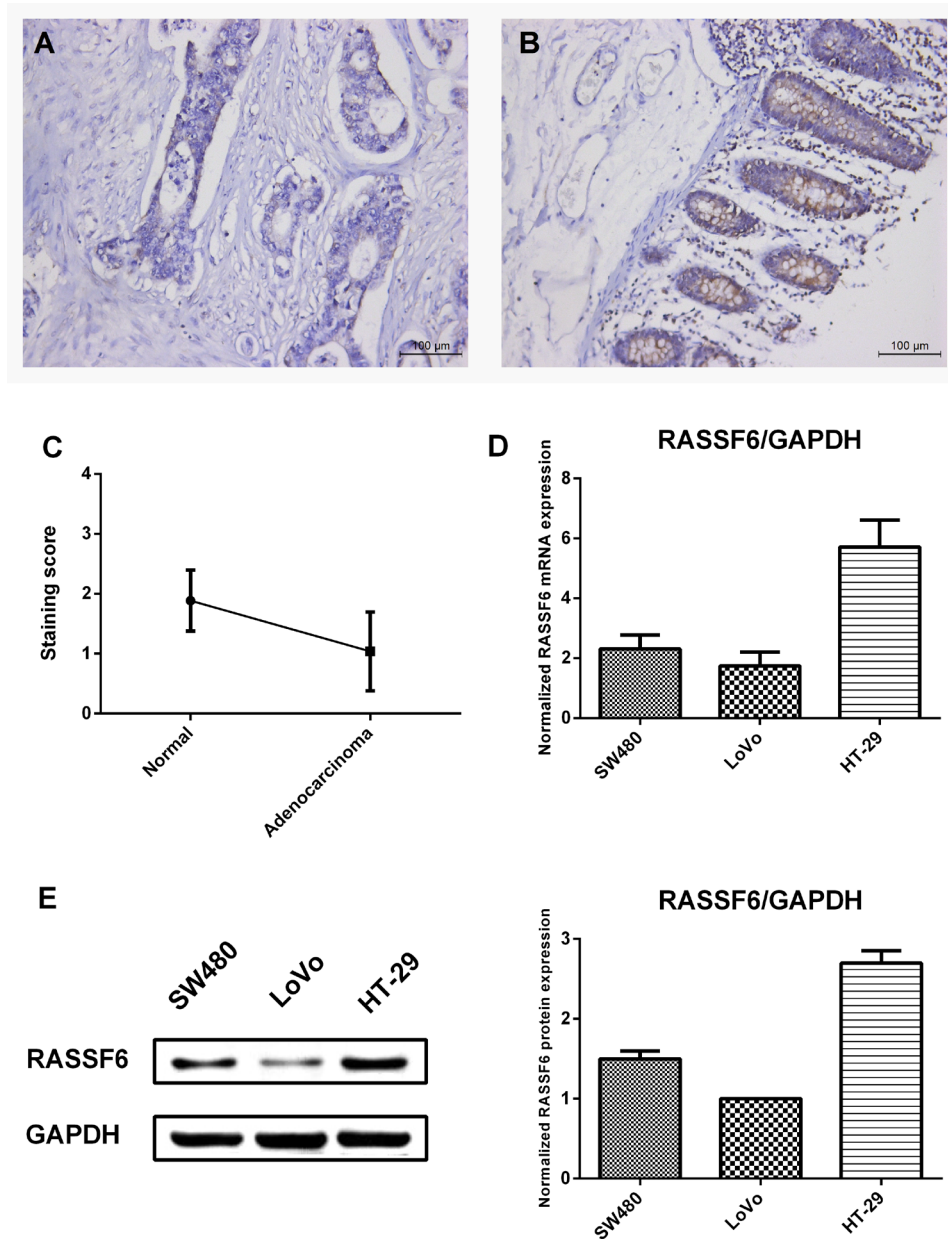 A
B
100 µm
100 µm
C
Staining score
4
3
2
1
0
Normal
Adenocarcinoma
D
RASSF6/GAPDH
Normalized RASSF6 mRNA expression
8
6
4
2
0
SW480
LoVo
HT-29
E
SW480
LoVo
HT-29
RASSF6
GAPDH
RASSF6/GAPDH
Normalized RASSF6 protein expression
3
2
1
0
SW480
LoVo
HT-29